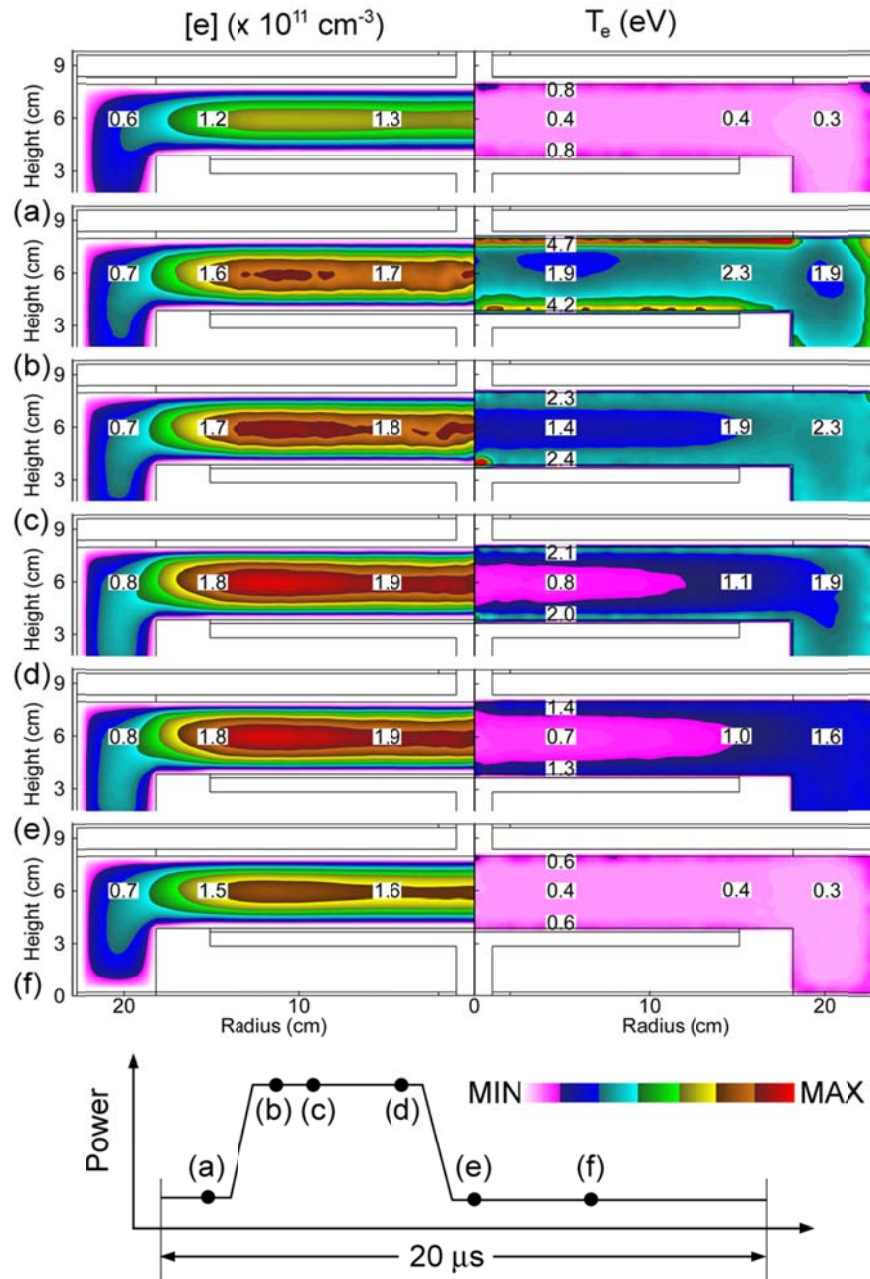 [e] (x 10¹¹ cm⁻³) Tₑ (eV)
Height (cm)
9
0.8
6 0.6 1.2 1.3 0.4 0.4 0.3
0.8
3
(a)
Height (cm)
9
4.7
6 0.7 1.6 1.7 1.9 2.3 1.9
4.2
3
(b)
Height (cm)
9
2.3
6 0.7 1.7 1.8 1.4 1.9 2.3
2.4
3
(c)
Height (cm)
9
2.1
6 0.8 1.8 1.9 0.8 1.1 1.9
2.0
3
(d)
Height (cm)
9
1.4
6 0.8 1.8 1.9 0.7 1.0 1.6
1.3
3
(e)
Height (cm)
9
0.6
6 0.7 1.5 1.6 0.4 0.4 0.3
0.6
3
(f)
0
20 10 0 10 20
Radius (cm) Radius (cm)
Power
MIN MAX
(b) (c) (d)
(a) (e) (f)
20 μs